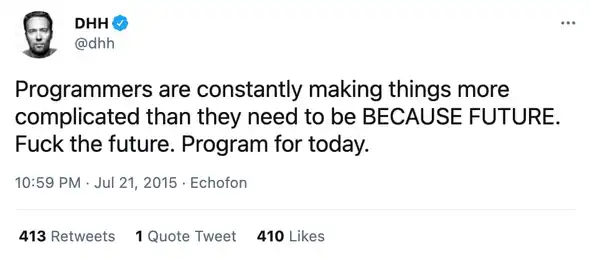 DHH
@dhh
Programmers are constantly making things more
complicated than they need to be BECAUSE FUTURE.
Fuck the future. Program for today.
10:59 PM · Jul 21, 2015 · Echofon
413 Retweets 1 Quote Tweet 410 Likes